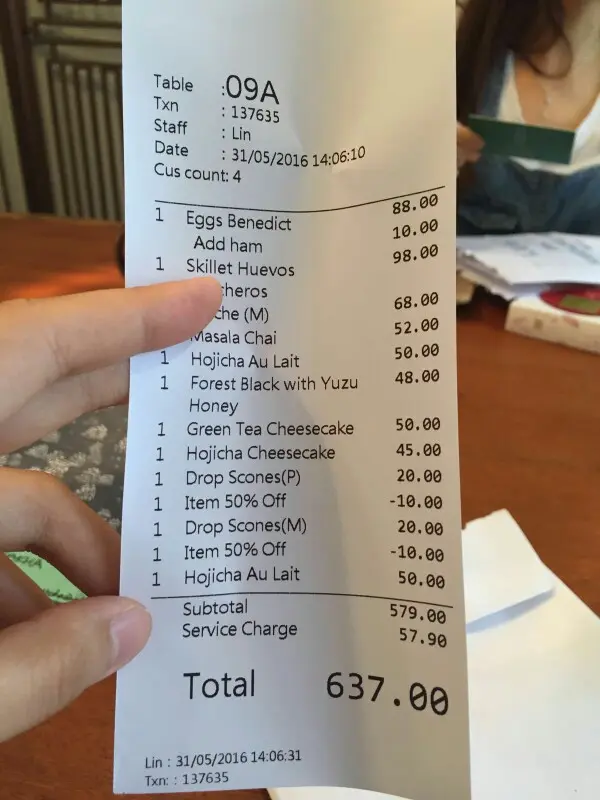 Table : 09A
Txn : 137635
Staff : Lin
Date : 31/05/2016 14:06:10
Cus count: 4
1 Eggs Benedict 88.00
Add ham 10.00
1 Skillet Huevos 98.00
cheros
che (M) 68.00
Masala Chai 52.00
1 Hojicha Au Lait 50.00
1 Forest Black with Yuzu 48.00
Honey
1 Green Tea Cheesecake 50.00
1 Hojicha Cheesecake 45.00
1 Drop Scones(P) 20.00
1 Item 50% Off -10.00
1 Drop Scones(M) 20.00
1 Item 50% Off -10.00
1 Hojicha Au Lait 50.00
Subtotal 579.00
Service Charge 57.90
Total 637.00
Lin : 31/05/2016 14:06:31
Txn: : 137635